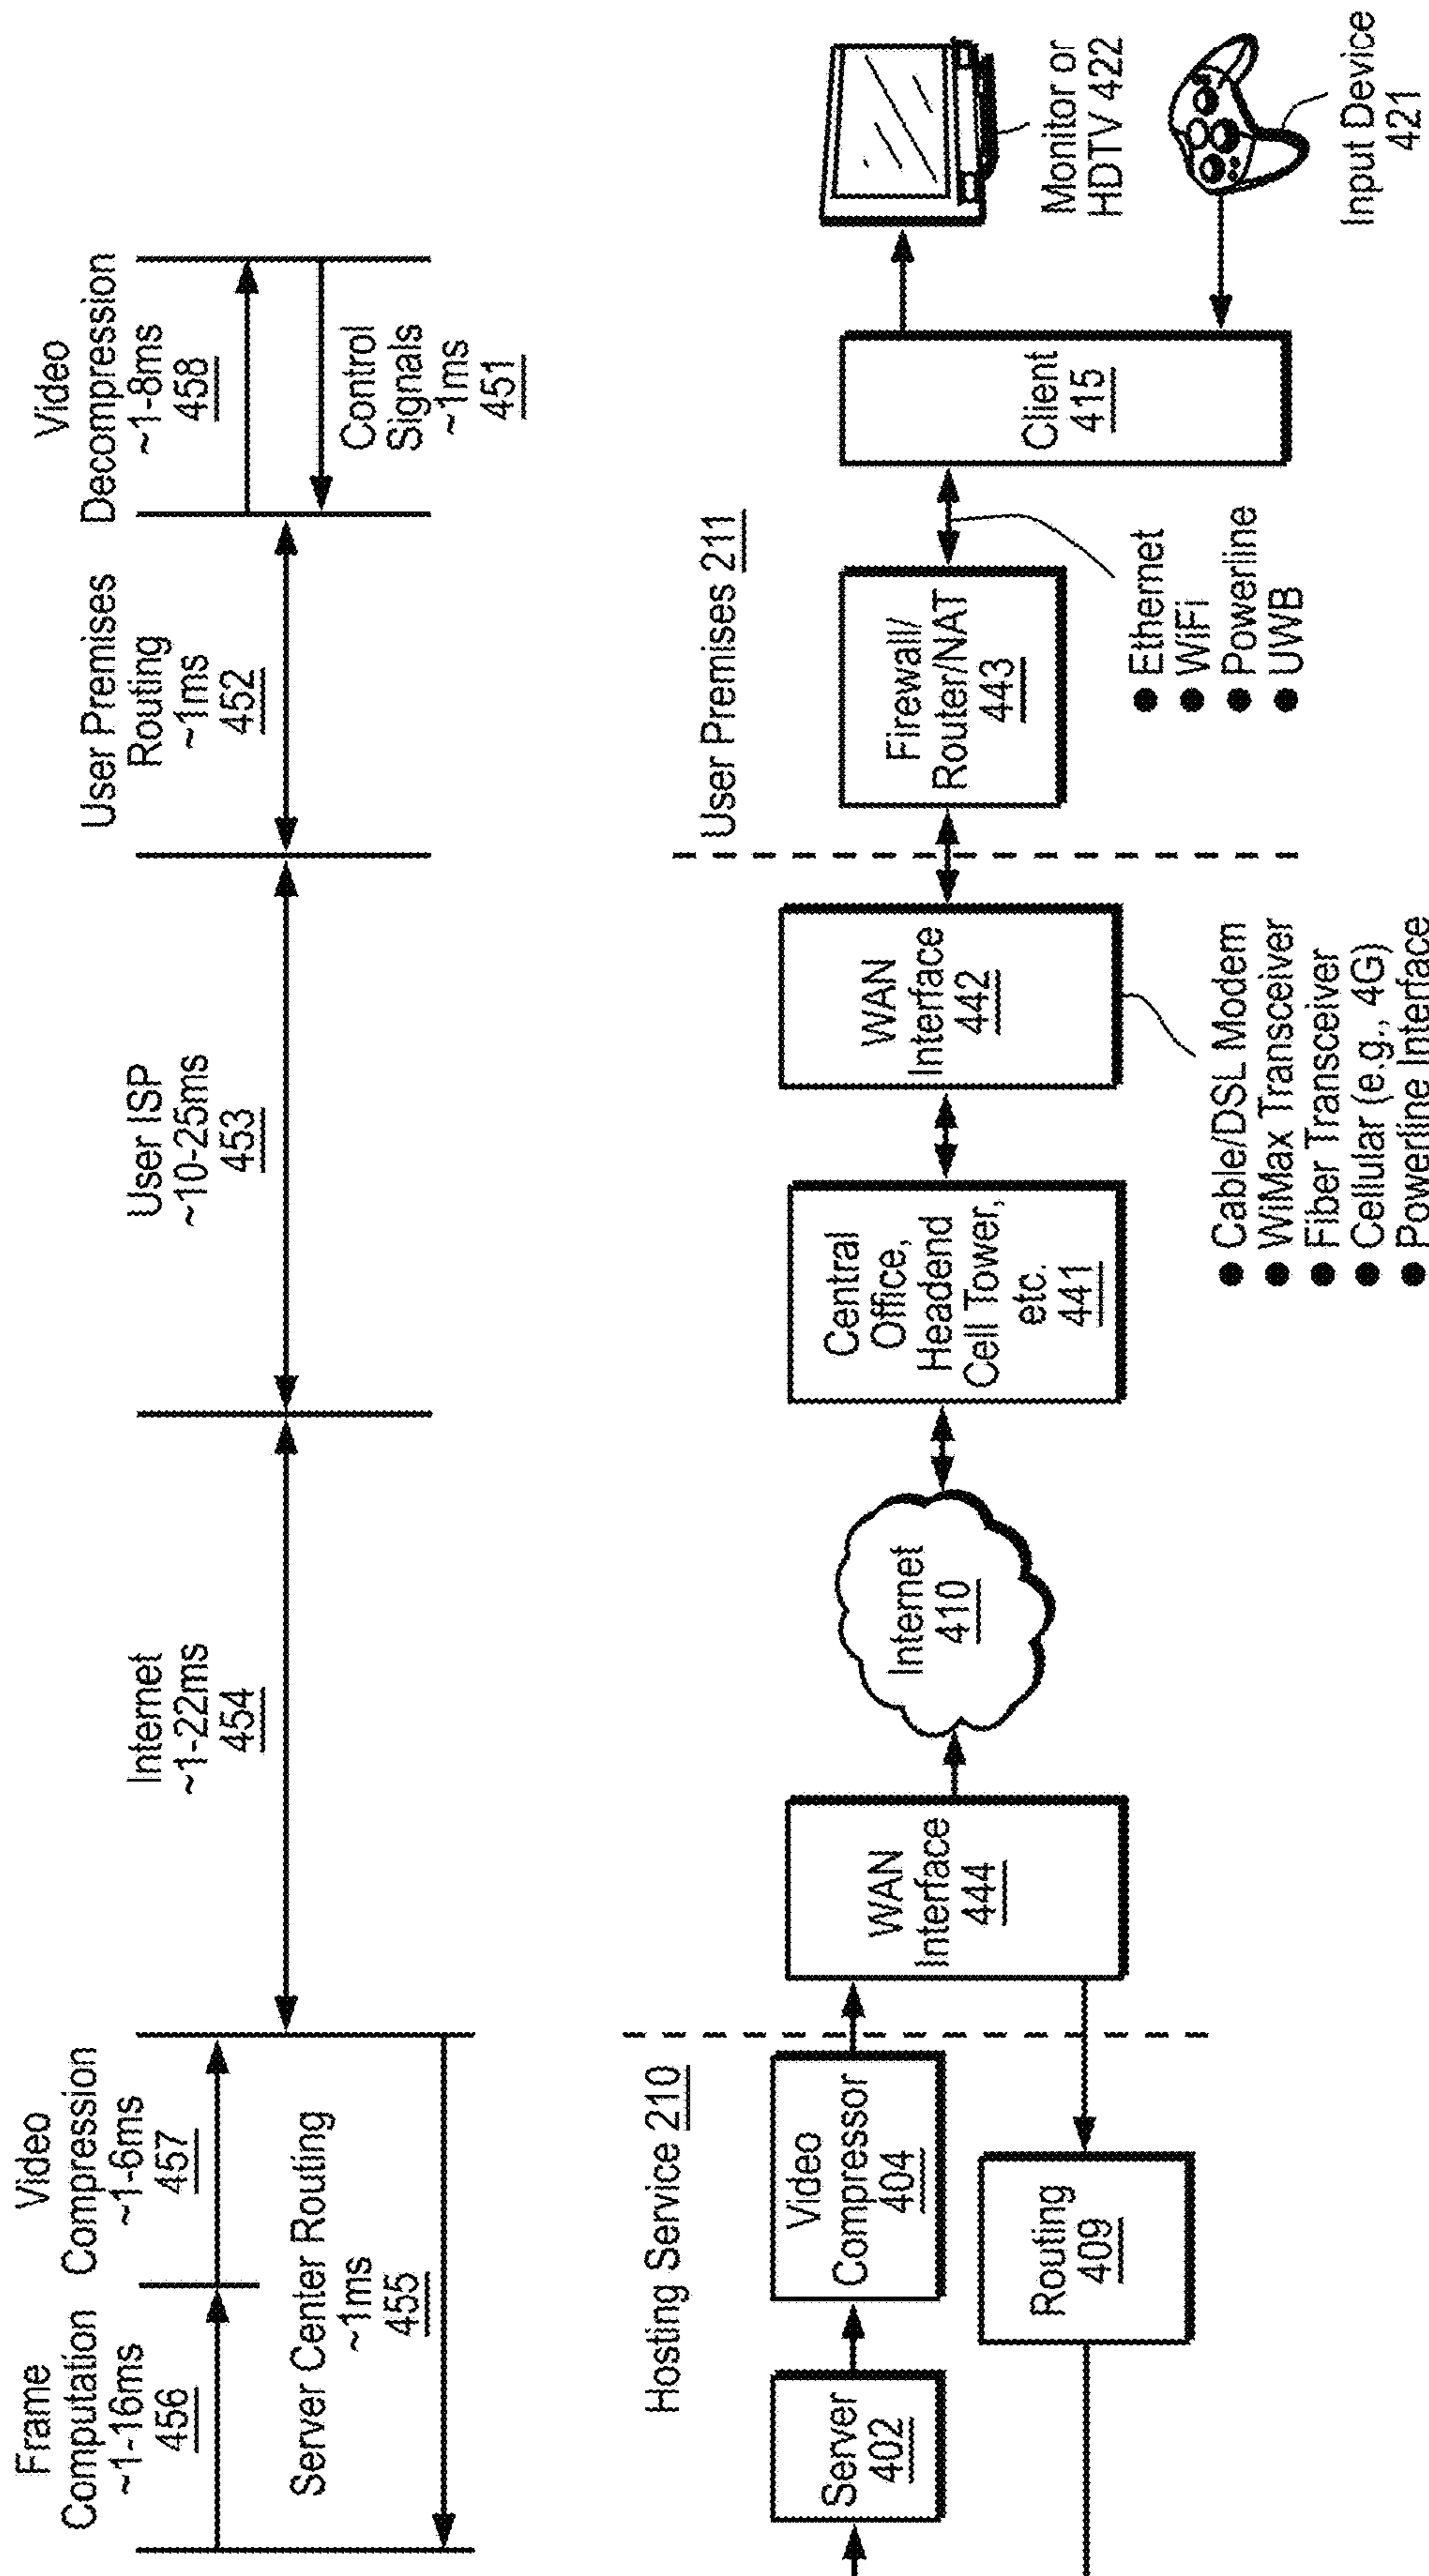 Frame
Computation
~1-16ms
456
Video
Compression
~1-6ms
457
Server Center Routing
~1ms
455
Internet
~1-22ms
454
User ISP
~10-25ms
453
User Premises
Routing
~1ms
452
Video
Decompression
~1-8ms
458
Control
Signals
~1ms
451
Hosting Service 210
User Premises 211
Server
402
Video
Compressor
404
Routing
409
WAN
Interface
444
Internet
410
Central
Office,
Headend
Cell Tower,
etc.
441
WAN
Interface
442
● Cable/DSL Modem
● WiMax Transceiver
● Fiber Transceiver
● Cellular (e.g., 4G)
● Powerline Interface
Firewall/
Router/NAT
443
● Ethernet
● WiFi
● Powerline
● UWB
Client
415
Monitor or
HDTV 422
Input Device
421